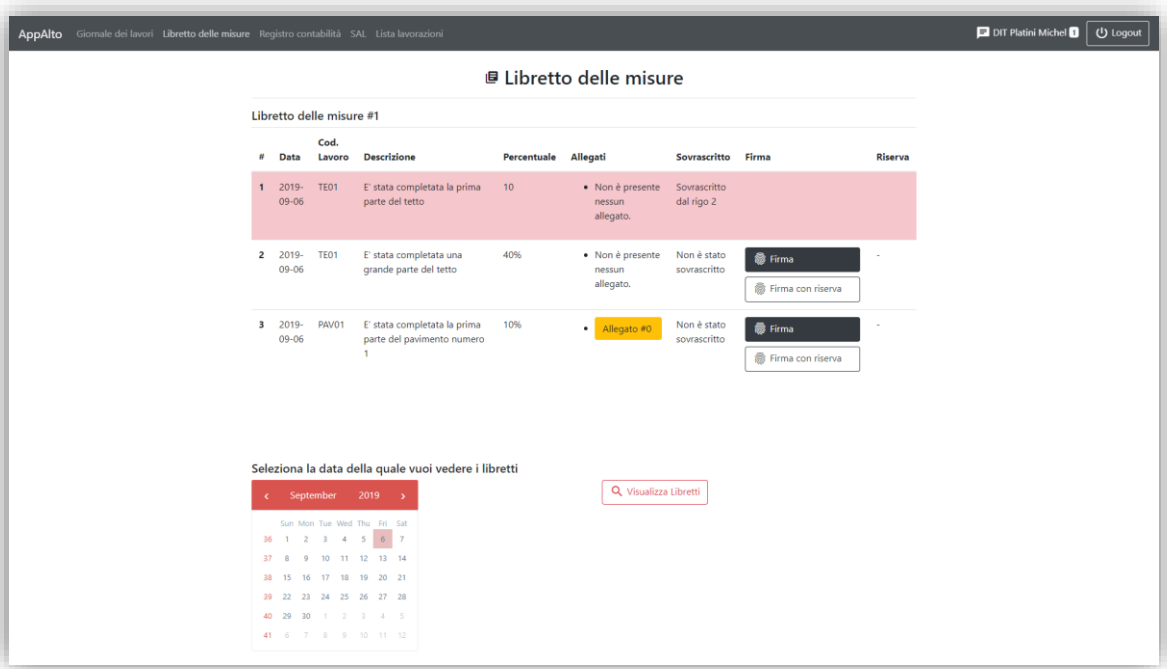 AppAlto Giornale dei lavori Libretto delle misure Registro contabilità SAL Lista lavorazioni DIT Platini Michel 1 Logout
Libretto delle misure
Libretto delle misure #1
# Data Cod. Lavoro Descrizione Percentuale Allegati Sovrascritto Firma Riserva
1 2019- TE01 E' stata completata la prima 10 • Non è presente Sovrascritto
09-06 parte del tetto nessun dal rigo 2
allegato.
2 2019- TE01 E' stata completata una 40% • Non è presente Non è stato Firma -
09-06 grande parte del tetto nessun sovrascritto
allegato. Firma con riserva
3 2019- PAV01 E' stata completata la prima 10% • Allegato #0 Non è stato Firma -
09-06 parte del pavimento numero sovrascritto
1 Firma con riserva
Seleziona la data della quale vuoi vedere i libretti
‹ September 2019 › Visualizza Libretti
Sun Mon Tue Wed Thu Fri Sat
36 1 2 3 4 5 6 7
37 8 9 10 11 12 13 14
38 15 16 17 18 19 20 21
39 22 23 24 25 26 27 28
40 29 30 1 2 3 4 5
41 6 7 8 9 10 11 12